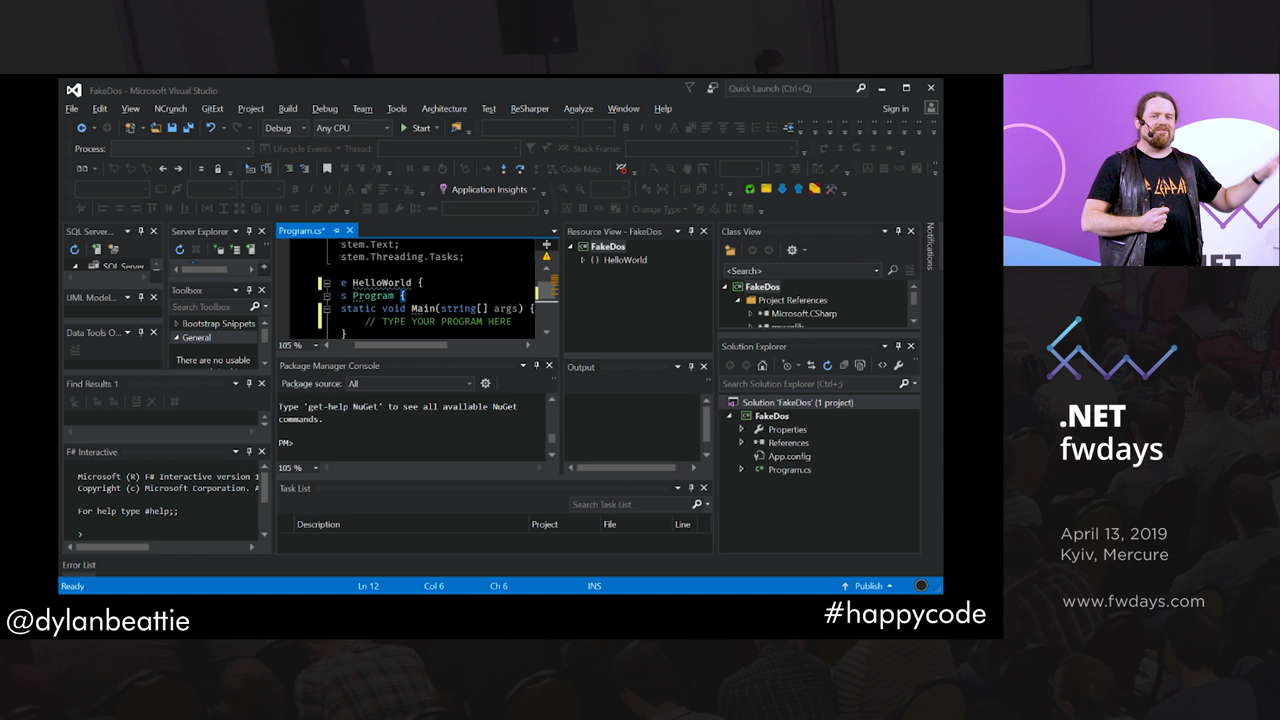 FakeDos - Microsoft Visual Studio
Quick Launch (Ctrl+Q)
File Edit View NCrunch GitExt Project Build Debug Team Tools Architecture Test ReSharper Analyze Window Help
Sign in
Debug Any CPU Start
Process: Lifecycle Events Thread: Stack Frame:
Code Map
Application Insights
Change Type
SQL Server...
SQL Server
UML Model...
Data Tools O...
Server Explorer
Toolbox
Search Toolbox
Bootstrap Snippets
General
There are no usable
Find Results 1
F# Interactive
Microsoft (R) F# Interactive version 1
Copyright (c) Microsoft Corporation. A
For help type #help;;
>
Program.cs*
stem.Text;
stem.Threading.Tasks;
e HelloWorld {
s Program {
static void Main(string[] args) {
// TYPE YOUR PROGRAM HERE
}
105 %
Package Manager Console
Package source: All
Type 'get-help NuGet' to see all available NuGet
commands.
PM>
105 %
Resource View - FakeDos
FakeDos
{ } HelloWorld
Output
Task List
Search Task List
Description Project File Line
Class View
<Search>
FakeDos
Project References
Microsoft.CSharp
mscorlib
Notifications
Solution Explorer
Search Solution Explorer (Ctrl+;)
Solution 'FakeDos' (1 project)
FakeDos
Properties
References
App.config
Program.cs
Error List
Ready Ln 12 Col 6 Ch 6 INS Publish
@dylanbeattie
#happycode
LEPPAR
.NET
fwdays
April 13, 2019
Kyiv, Mercure
www.fwdays.com